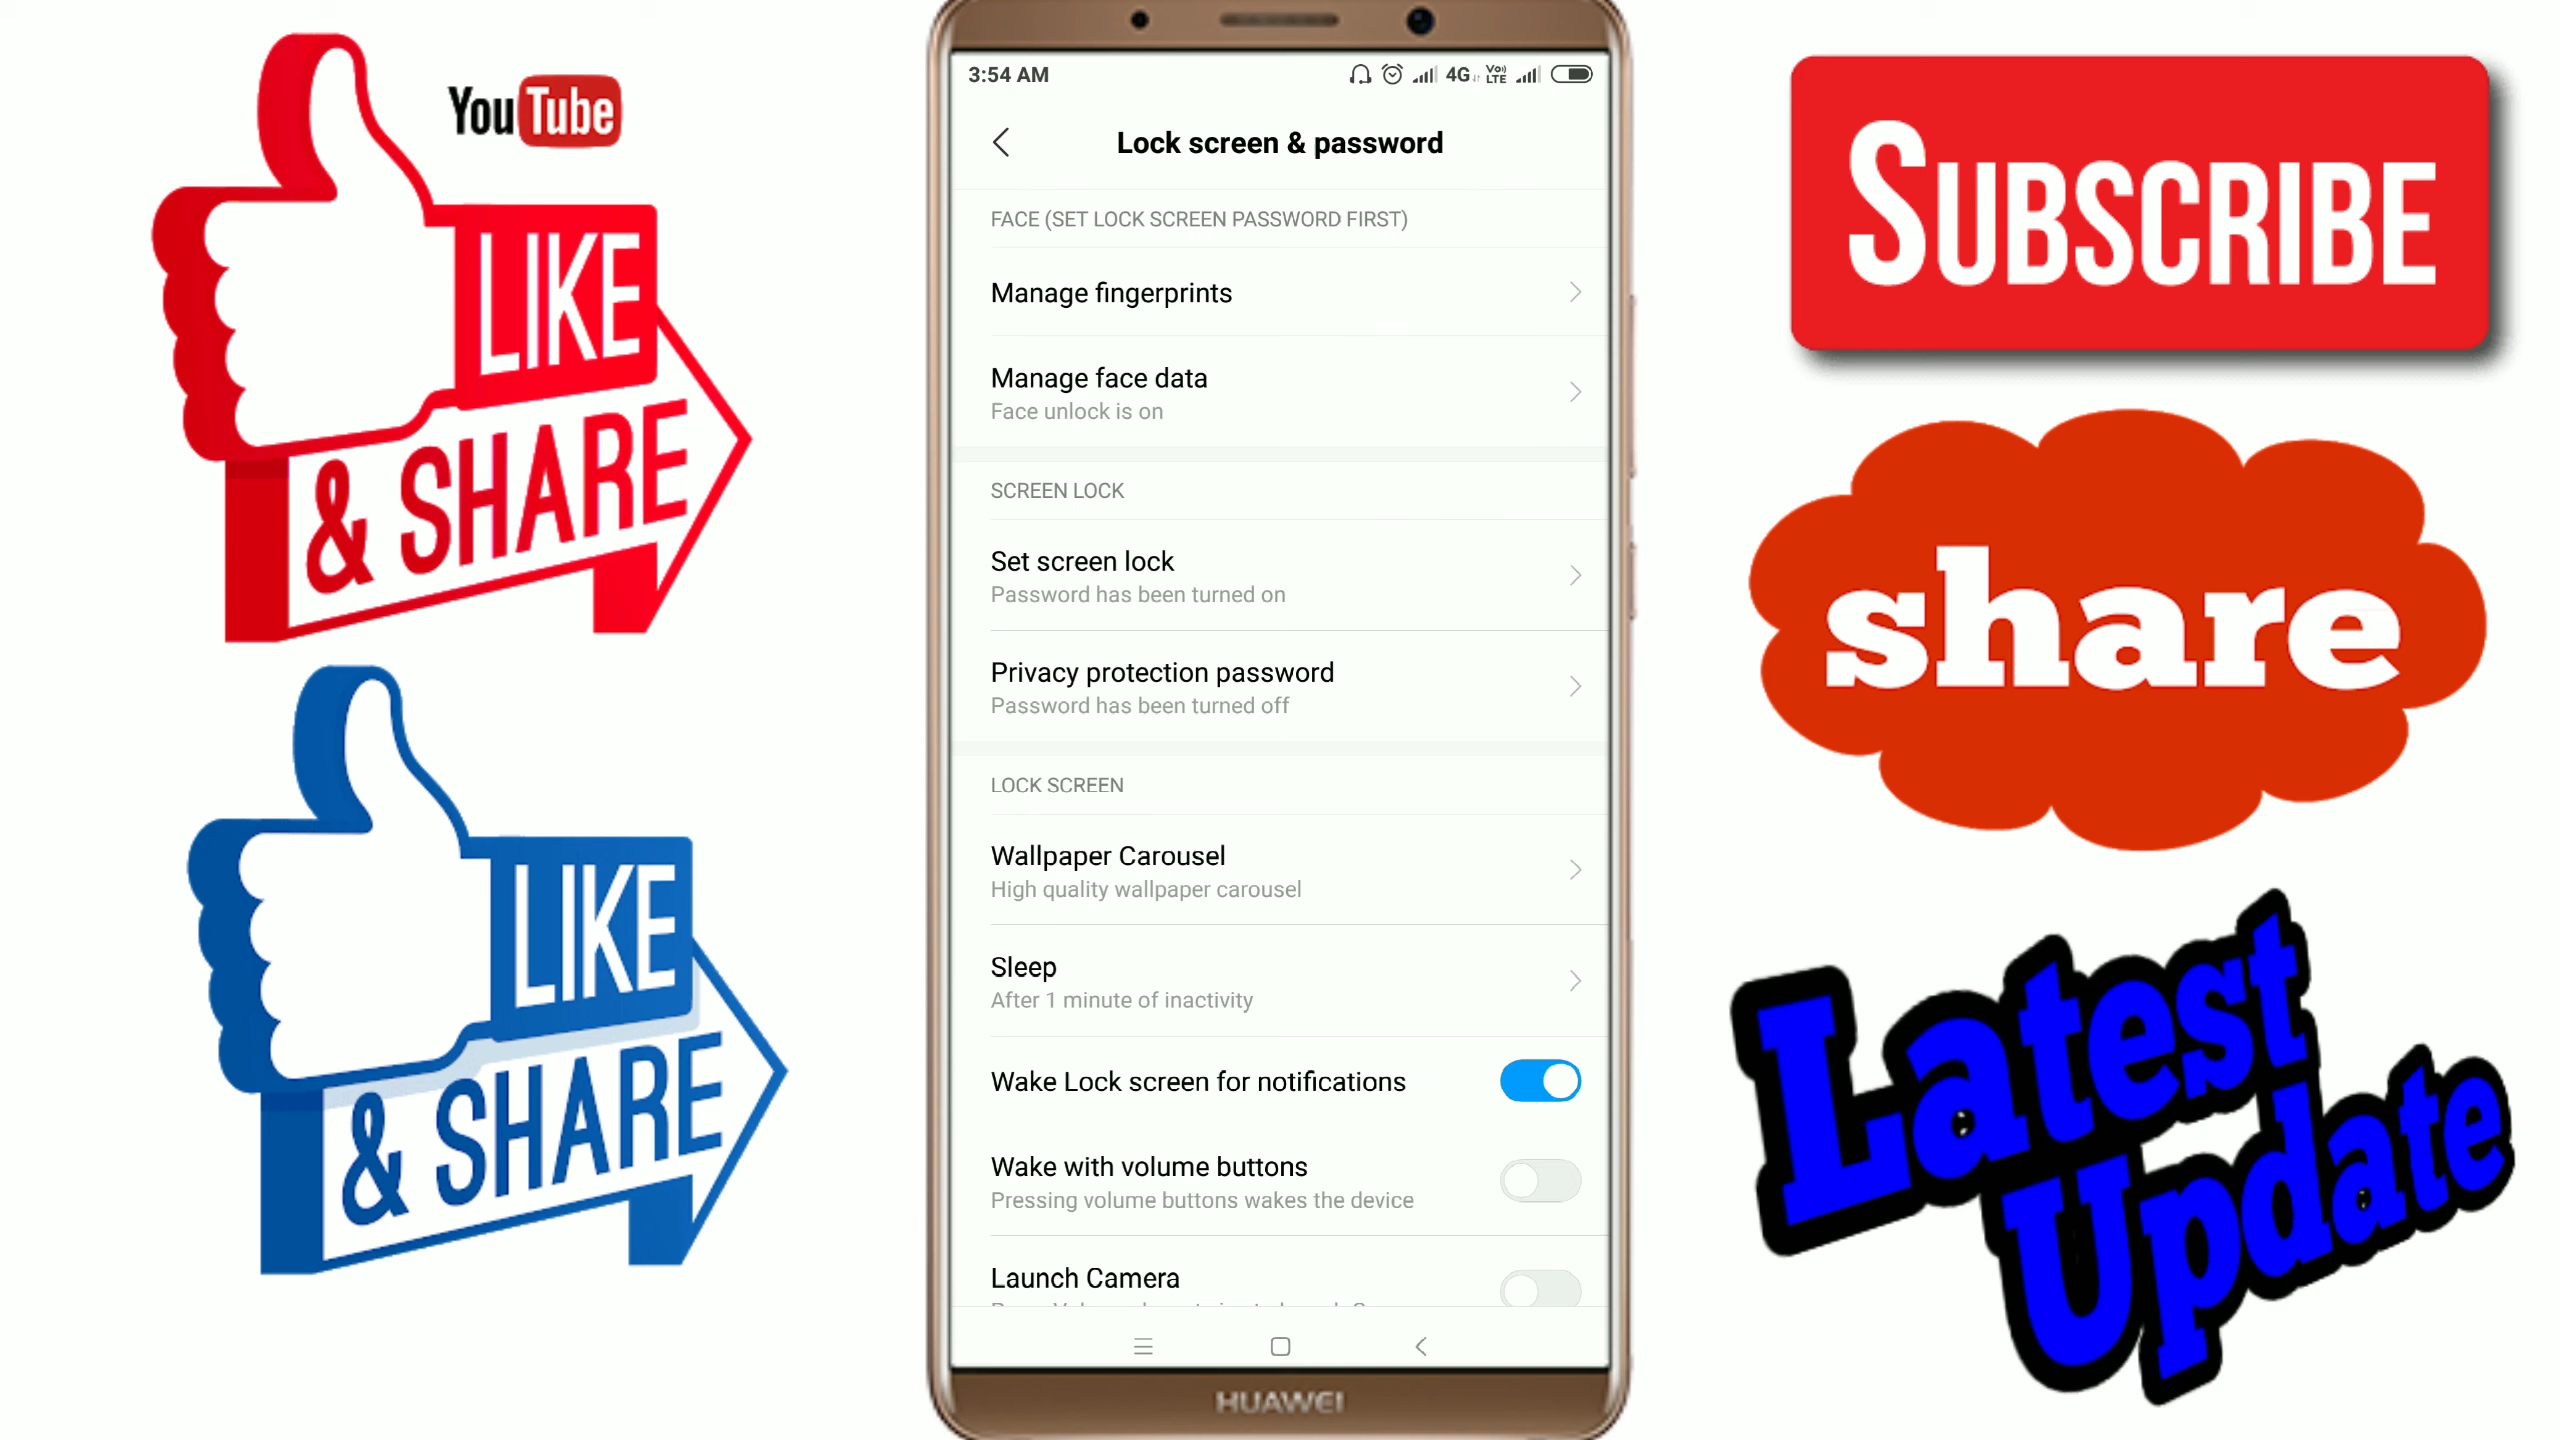 YouTube
LIKE
& SHARE
LIKE
& SHARE
3:54 AM
4G
Vo))
LTE
Lock screen & password
FACE (SET LOCK SCREEN PASSWORD FIRST)
Manage fingerprints
Manage face data
Face unlock is on
SCREEN LOCK
Set screen lock
Password has been turned on
Privacy protection password
Password has been turned off
LOCK SCREEN
Wallpaper Carousel
High quality wallpaper carousel
Sleep
After 1 minute of inactivity
Wake Lock screen for notifications
Wake with volume buttons
Pressing volume buttons wakes the device
Launch Camera
HUAWEI
SUBSCRIBE
share
Latest
Update